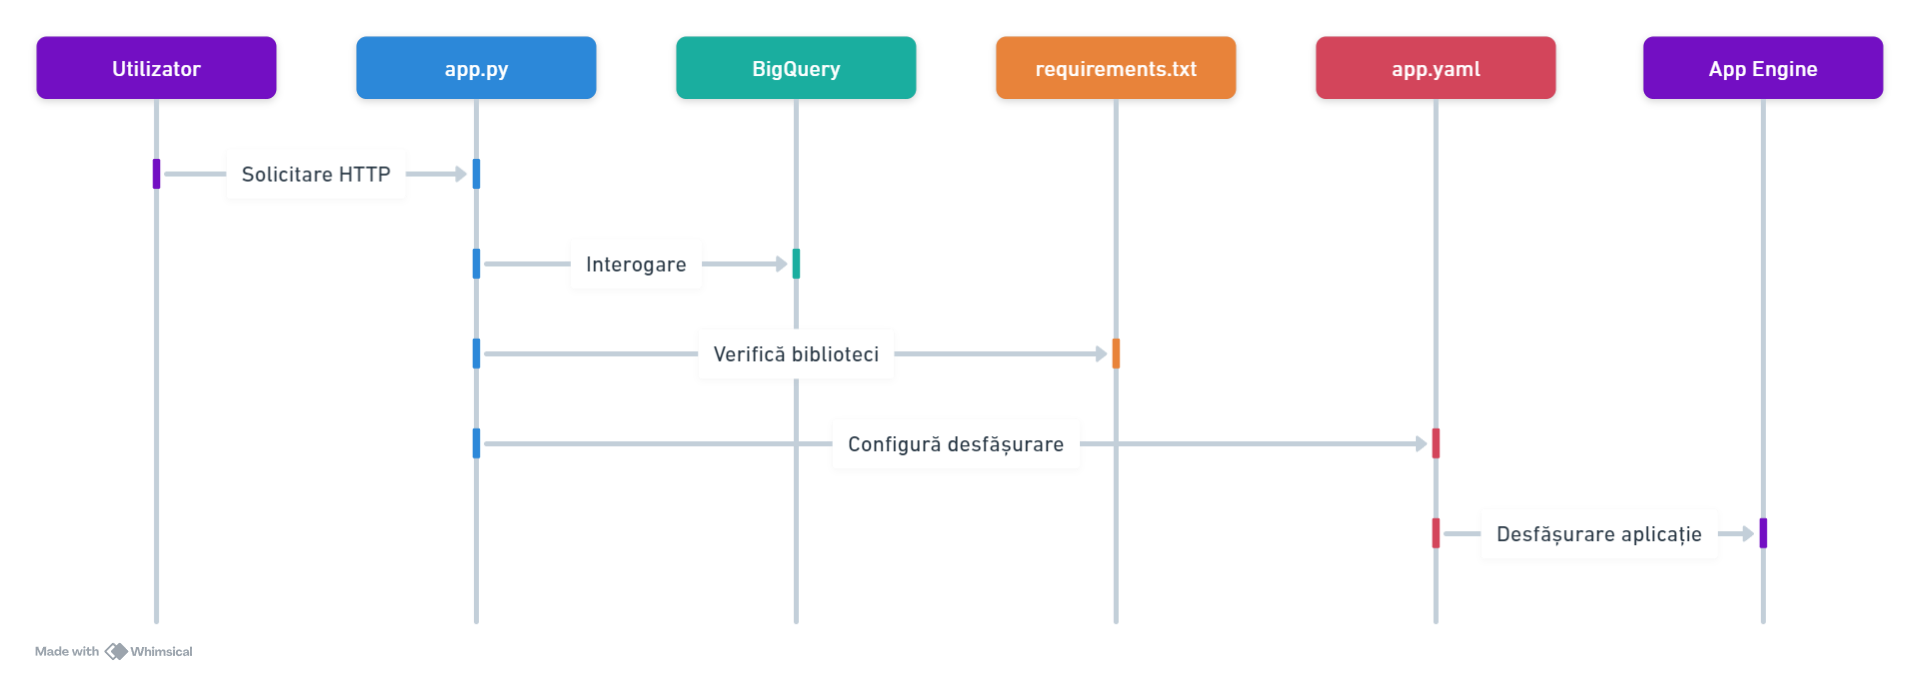 Utilizator
app.py
BigQuery
requirements.txt
app.yaml
App Engine
Solicitare HTTP
Interogare
Verifică biblioteci
Configură desfășurare
Desfășurare aplicație
Made with Whimsical